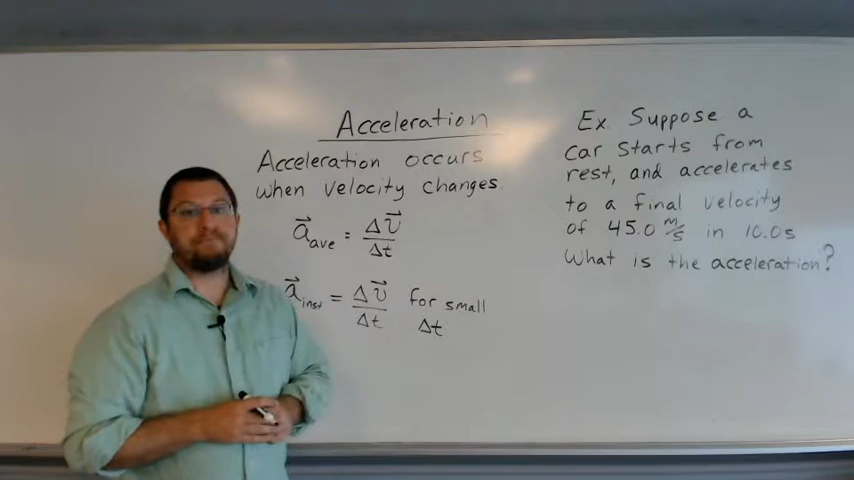 Acceleration
Acceleration occurs
when velocity changes.
a⃗ave = Δv⃗/Δt
a⃗inst = Δv⃗/Δt for small
Δt
Ex. Suppose a
car starts from
rest, and accelerates
to a final velocity
of 45.0 m/s in 10.0s
What is the acceleration?